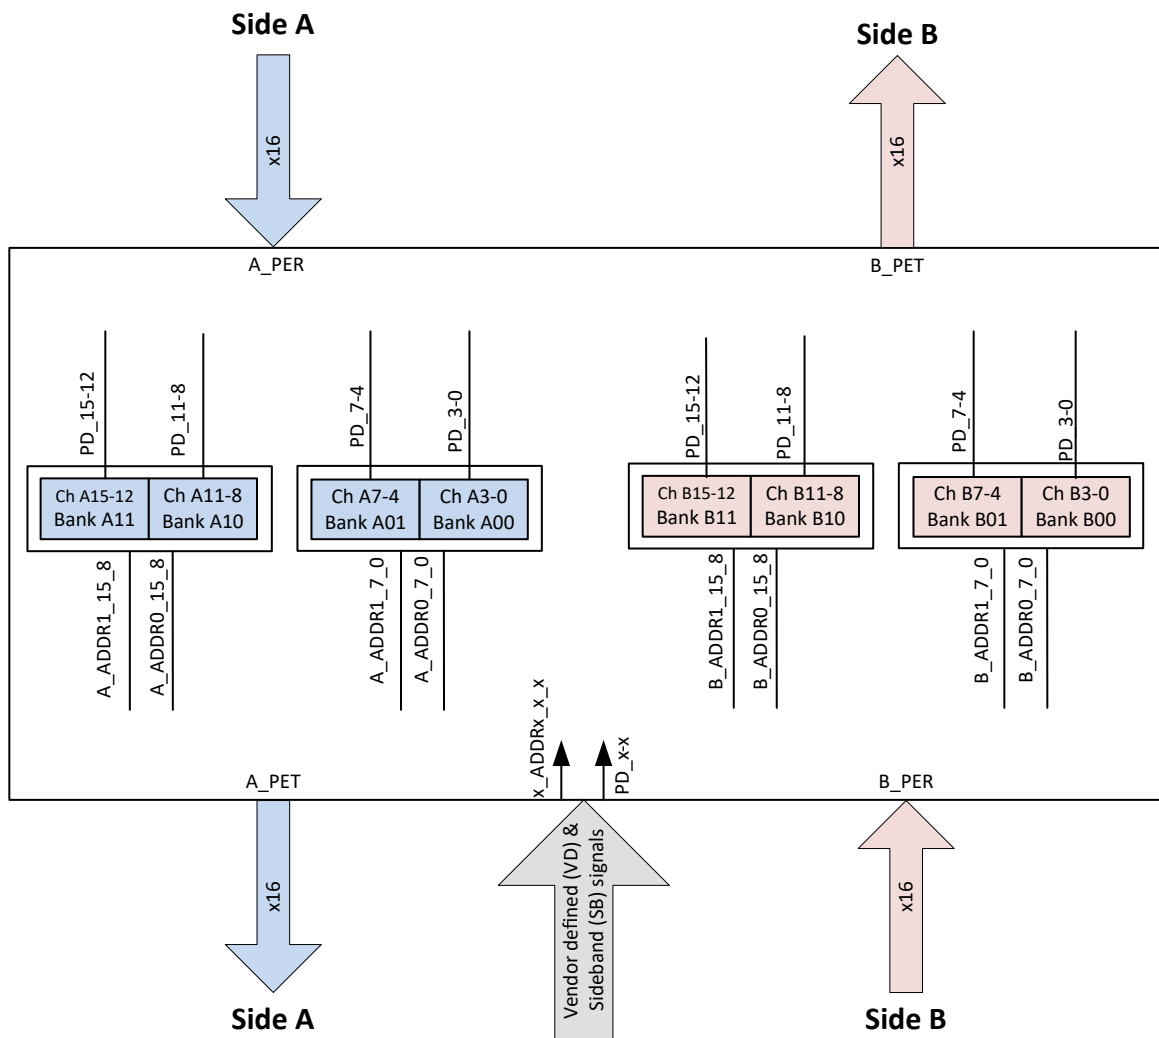 Side A
Side B
x16
x16
A_PER
B_PET
PD_15-12
PD_11-8
PD_7-4
PD_3-0
PD_15-12
PD_11-8
PD_7-4
PD_3-0
Ch A15-12
Bank A11
Ch A11-8
Bank A10
Ch A7-4
Bank A01
Ch A3-0
Bank A00
Ch B15-12
Bank B11
Ch B11-8
Bank B10
Ch B7-4
Bank B01
Ch B3-0
Bank B00
A_ADDR1_15_8
A_ADDR0_15_8
A_ADDR1_7_0
A_ADDR0_7_0
B_ADDR1_15_8
B_ADDR0_15_8
B_ADDR1_7_0
B_ADDR0_7_0
x_ADDRx_x_x
PD_x-x
A_PET
B_PER
x16
Vendor defined (VD) &
Sideband (SB) signals
x16
Side A
Side B